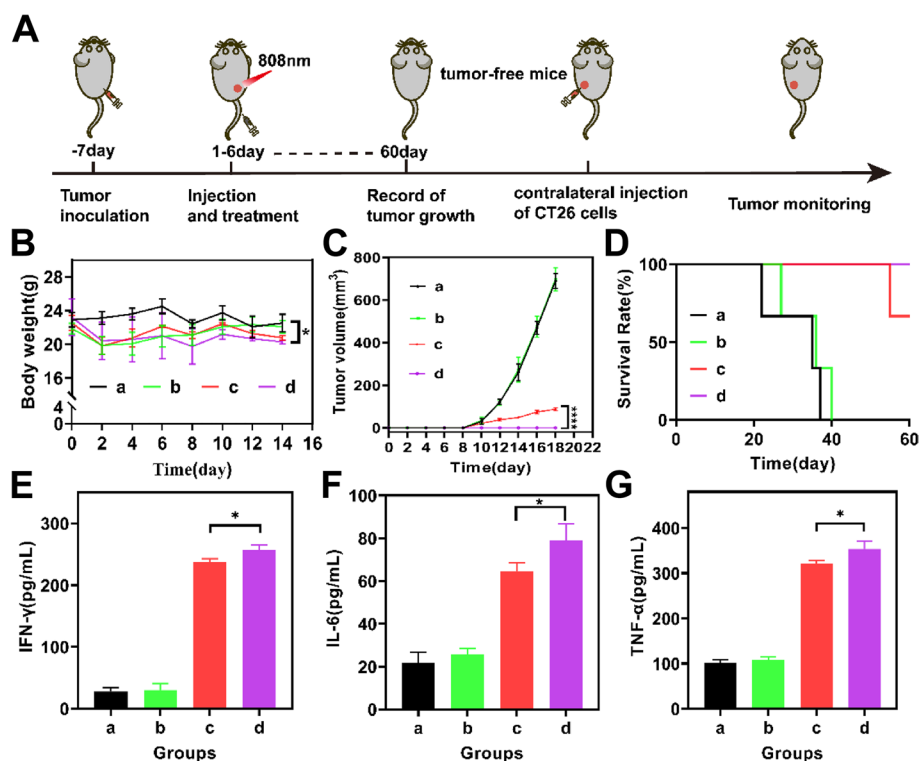 A
808nm
tumor-free mice
-7day
1-6day
60day
Tumor
inoculation
Injection
and treatment
Record of
tumor growth
contralateral injection
of CT26 cells
Tumor monitoring
B
Body weight(g)
28
24
20
16
4
0
a b c d
*
0 2 4 6 8 10 12 14 16
Time(day)
C
Tumor volume(mm³)
800
600
400
200
0
a
b
c
d
****
0 2 4 6 8 10 12 14 16 18 20 22
Time(day)
D
Survival Rate(%)
100
50
0
a
b
c
d
0 20 40 60
Time(day)
E
IFN-γ(pg/mL)
300
200
100
0
*
a b c d
Groups
F
IL-6(pg/mL)
100
80
60
40
20
0
*
a b c d
Groups
G
TNF-α(pg/mL)
500
400
300
200
100
0
*
a b c d
Groups